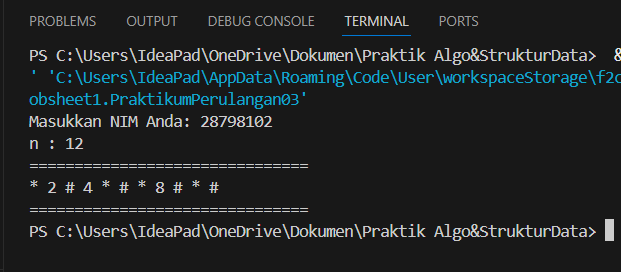 PROBLEMS OUTPUT DEBUG CONSOLE TERMINAL PORTS
PS C:\Users\IdeaPad\OneDrive\Dokumen\Praktik Algo&StrukturData>  &
' 'C:\Users\IdeaPad\AppData\Roaming\Code\User\workspaceStorage\f2c
obsheet1.PraktikumPerulangan03'
Masukkan NIM Anda: 28798102
n : 12
===============================
* 2 # 4 * # * 8 # * #
===============================
PS C:\Users\IdeaPad\OneDrive\Dokumen\Praktik Algo&StrukturData>